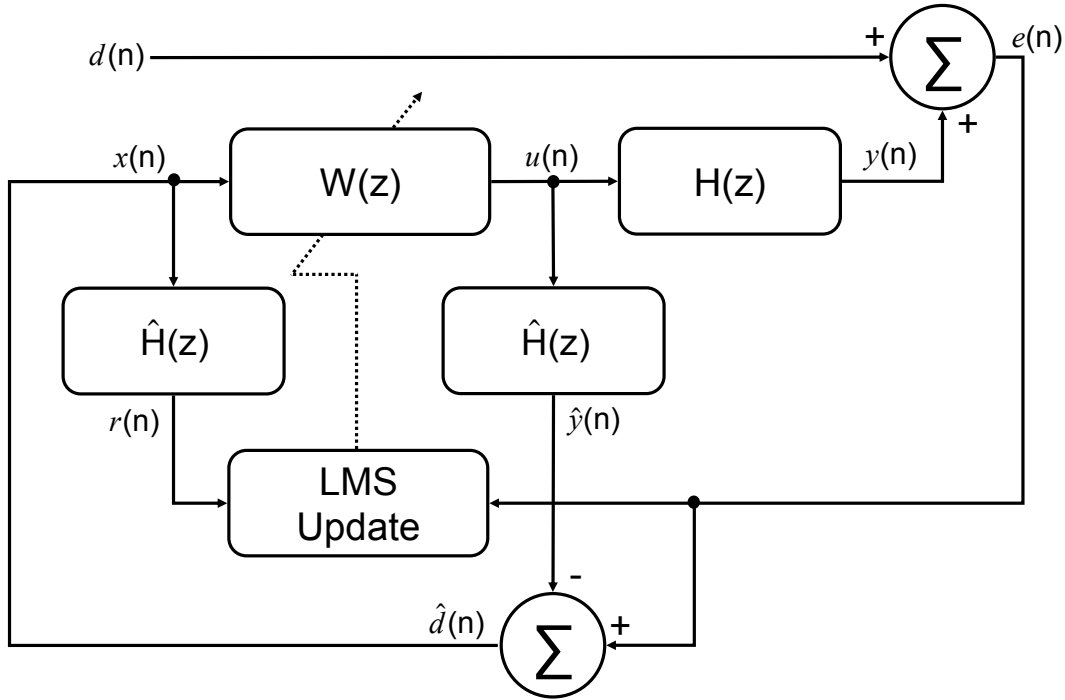 d(n)
+
Σ
e(n)
+
x(n)
W(z)
u(n)
H(z)
y(n)
Ĥ(z)
Ĥ(z)
r(n)
ŷ(n)
LMS
Update
-
d̂(n)
Σ
+